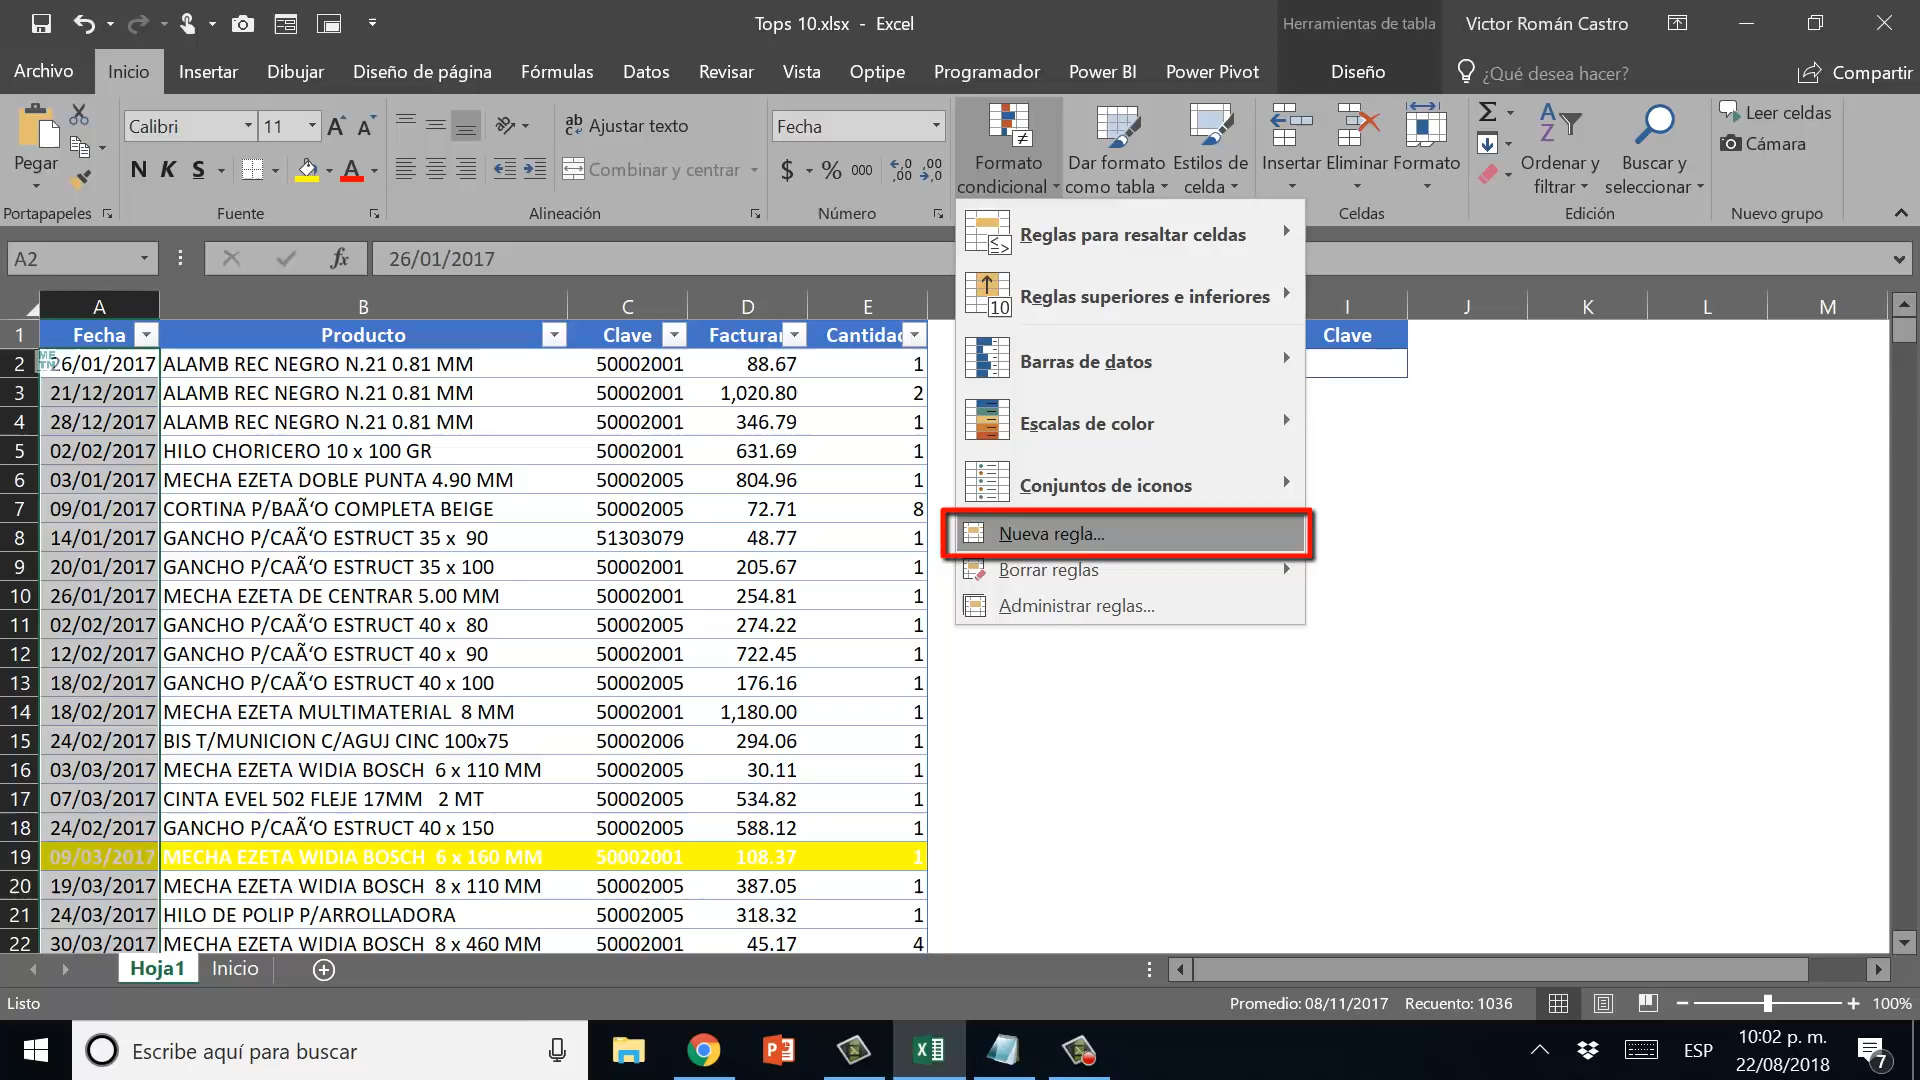 Tops 10.xlsx - Excel
Herramientas de tabla
Victor Román Castro
Archivo Inicio Insertar Dibujar Diseño de página Fórmulas Datos Revisar Vista Optipe Programador Power BI Power Pivot Diseño ¿Qué desea hacer? Compartir
Pegar
Portapapeles
Calibri 11
N K S
Fuente
Ajustar texto
Combinar y centrar
Alineación
Fecha
$ % 000
Número
Formato condicional
Dar formato como tabla
Estilos de celda
Insertar Eliminar Formato
Celdas
Ordenar y filtrar
Buscar y seleccionar
Edición
Leer celdas
Cámara
Nuevo grupo
A2 fx 26/01/2017
Reglas para resaltar celdas
Reglas superiores e inferiores
Barras de datos
Escalas de color
Conjuntos de iconos
Nueva regla...
Borrar reglas
Administrar reglas...
A B C D E I J K L M
1 Fecha Producto Clave Facturar Cantidad Clave
2 26/01/2017 ALAMB REC NEGRO N.21 0.81 MM 50002001 88.67 1
3 21/12/2017 ALAMB REC NEGRO N.21 0.81 MM 50002001 1,020.80 2
4 28/12/2017 ALAMB REC NEGRO N.21 0.81 MM 50002001 346.79 1
5 02/02/2017 HILO CHORICERO 10 x 100 GR 50002001 631.69 1
6 03/01/2017 MECHA EZETA DOBLE PUNTA 4.90 MM 50002005 804.96 1
7 09/01/2017 CORTINA P/BAÃ‘O COMPLETA BEIGE 50002005 72.71 8
8 14/01/2017 GANCHO P/CAÃ‘O ESTRUCT 35 x 90 51303079 48.77 1
9 20/01/2017 GANCHO P/CAÃ‘O ESTRUCT 35 x 100 50002005 205.67 1
10 26/01/2017 MECHA EZETA DE CENTRAR 5.00 MM 50002001 254.81 1
11 02/02/2017 GANCHO P/CAÃ‘O ESTRUCT 40 x 80 50002005 274.22 1
12 12/02/2017 GANCHO P/CAÃ‘O ESTRUCT 40 x 90 50002001 722.45 1
13 18/02/2017 GANCHO P/CAÃ‘O ESTRUCT 40 x 100 50002005 176.16 1
14 18/02/2017 MECHA EZETA MULTIMATERIAL 8 MM 50002001 1,180.00 1
15 24/02/2017 BIS T/MUNICION C/AGUJ CINC 100x75 50002006 294.06 1
16 03/03/2017 MECHA EZETA WIDIA BOSCH 6 x 110 MM 50002005 30.11 1
17 07/03/2017 CINTA EVEL 502 FLEJE 17MM 2 MT 50002005 534.82 1
18 24/02/2017 GANCHO P/CAÃ‘O ESTRUCT 40 x 150 50002005 588.12 1
19 09/03/2017 MECHA EZETA WIDIA BOSCH 6 x 160 MM 50002001 108.37 1
20 19/03/2017 MECHA EZETA WIDIA BOSCH 8 x 110 MM 50002005 387.05 1
21 24/03/2017 HILO DE POLIP P/ARROLLADORA 50002005 318.32 1
22 30/03/2017 MECHA EZETA WIDIA BOSCH 8 x 460 MM 50002001 45.17 4
Hoja1 Inicio
Listo Promedio: 08/11/2017 Recuento: 1036 100%
Escribe aquí para buscar
ESP
10:02 p. m.
22/08/2018
7